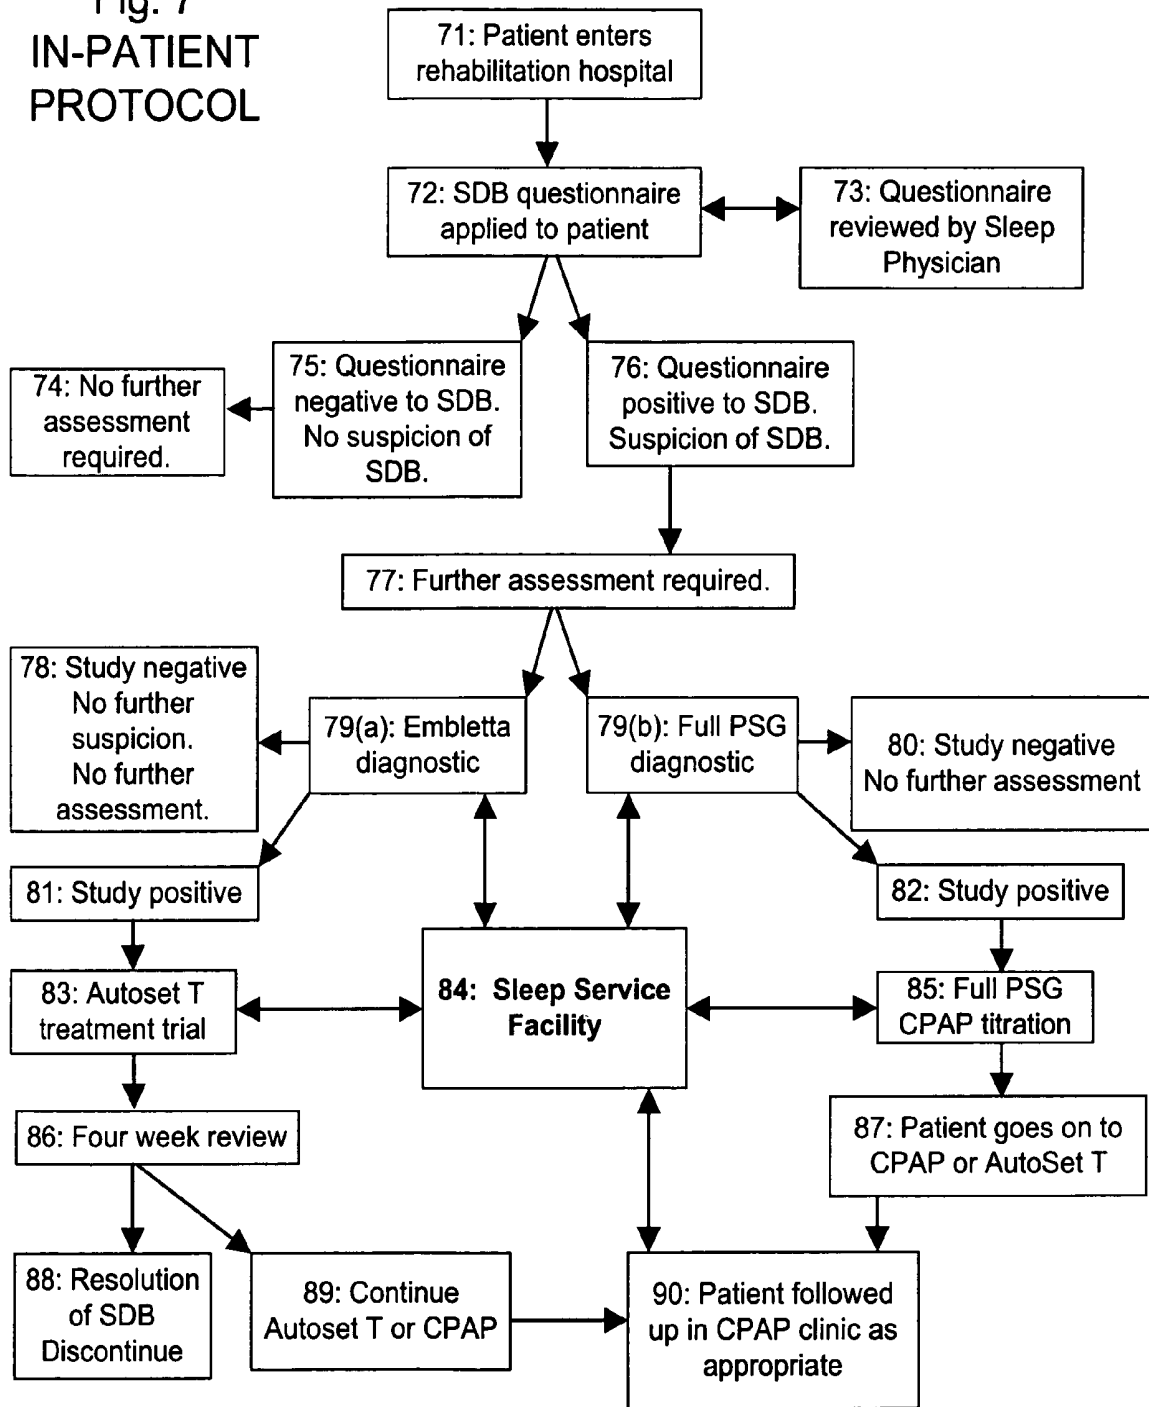 Fig. 7
IN-PATIENT
PROTOCOL
71: Patient enters
rehabilitation hospital
72: SDB questionnaire
applied to patient
73: Questionnaire
reviewed by Sleep
Physician
74: No further
assessment
required.
75: Questionnaire
negative to SDB.
No suspicion of
SDB.
76: Questionnaire
positive to SDB.
Suspicion of SDB.
77: Further assessment required.
78: Study negative
No further
suspicion.
No further
assessment.
79(a): Embletta
diagnostic
79(b): Full PSG
diagnostic
80: Study negative
No further assessment
81: Study positive
82: Study positive
83: Autoset T
treatment trial
84: Sleep Service
Facility
85: Full PSG
CPAP titration
86: Four week review
87: Patient goes on to
CPAP or AutoSet T
88: Resolution
of SDB
Discontinue
89: Continue
Autoset T or CPAP
90: Patient followed
up in CPAP clinic as
appropriate